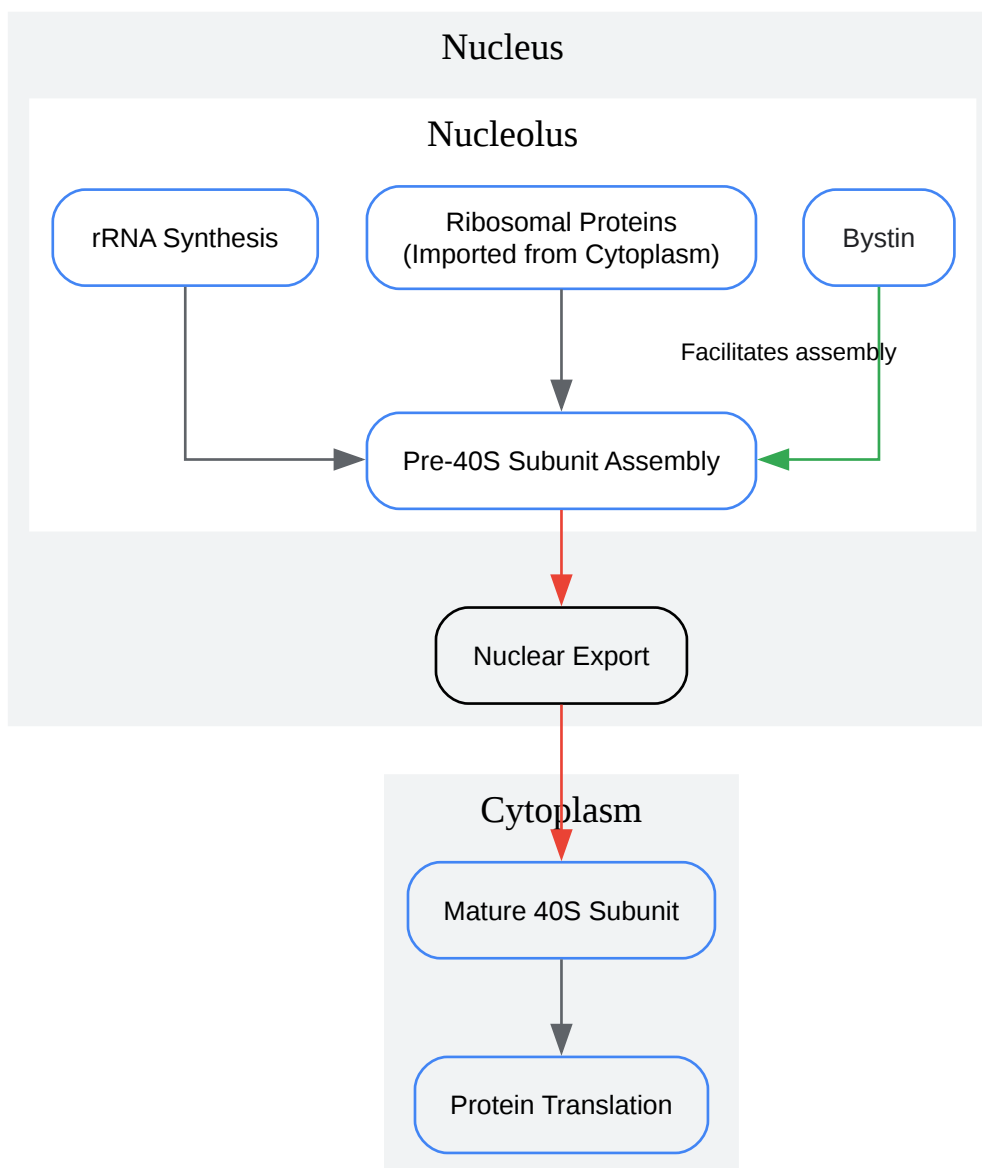 Nucleus
Nucleolus
rRNA Synthesis
Ribosomal Proteins
(Imported from Cytoplasm)
Bystin
Facilitates assembly
Pre-40S Subunit Assembly
Nuclear Export
Cytoplasm
Mature 40S Subunit
Protein Translation